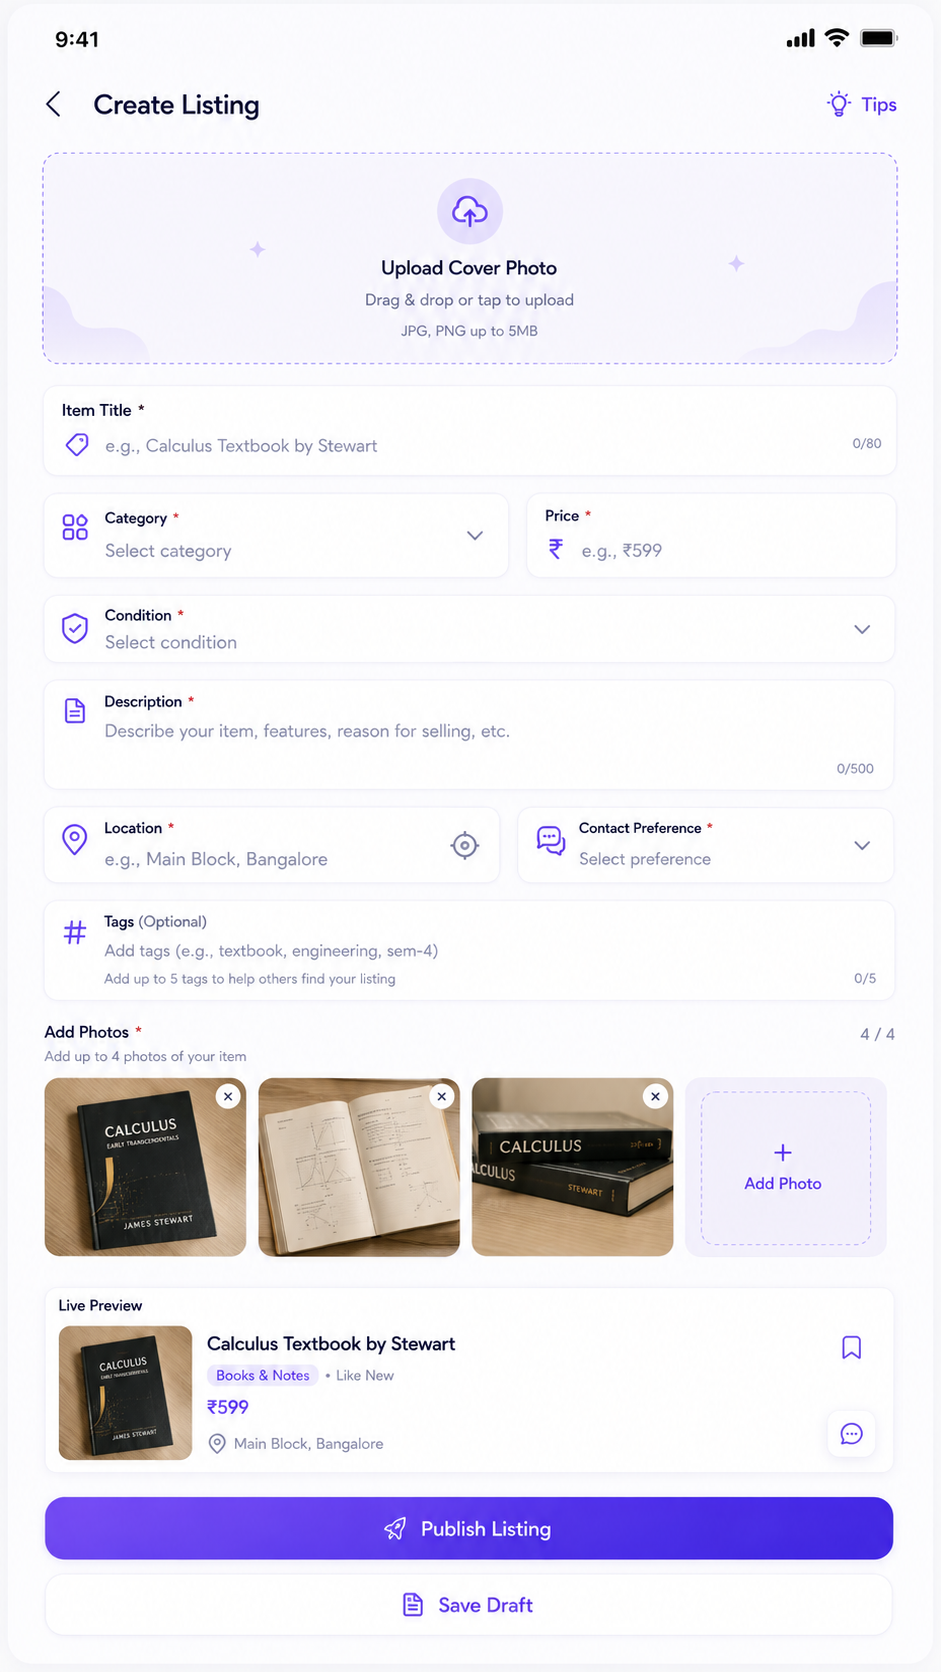 9:41
Create Listing
Tips
Upload Cover Photo
Drag & drop or tap to upload
JPG, PNG up to 5MB
Item Title *
e.g., Calculus Textbook by Stewart
0/80
Category *
Select category
Price *
₹ e.g., ₹599
Condition *
Select condition
Description *
Describe your item, features, reason for selling, etc.
0/500
Location *
e.g., Main Block, Bangalore
Contact Preference *
Select preference
# Tags (Optional)
Add tags (e.g., textbook, engineering, sem-4)
Add up to 5 tags to help others find your listing
0/5
Add Photos *
4 / 4
Add up to 4 photos of your item
CALCULUS
EARLY TRANSCENDENTALS
JAMES STEWART
CALCULUS
ALCULUS
STEWART
+
Add Photo
Live Preview
CALCULUS
EARLY TRANSCENDENTALS
JAMES STEWART
Calculus Textbook by Stewart
Books & Notes • Like New
₹599
Main Block, Bangalore
Publish Listing
Save Draft